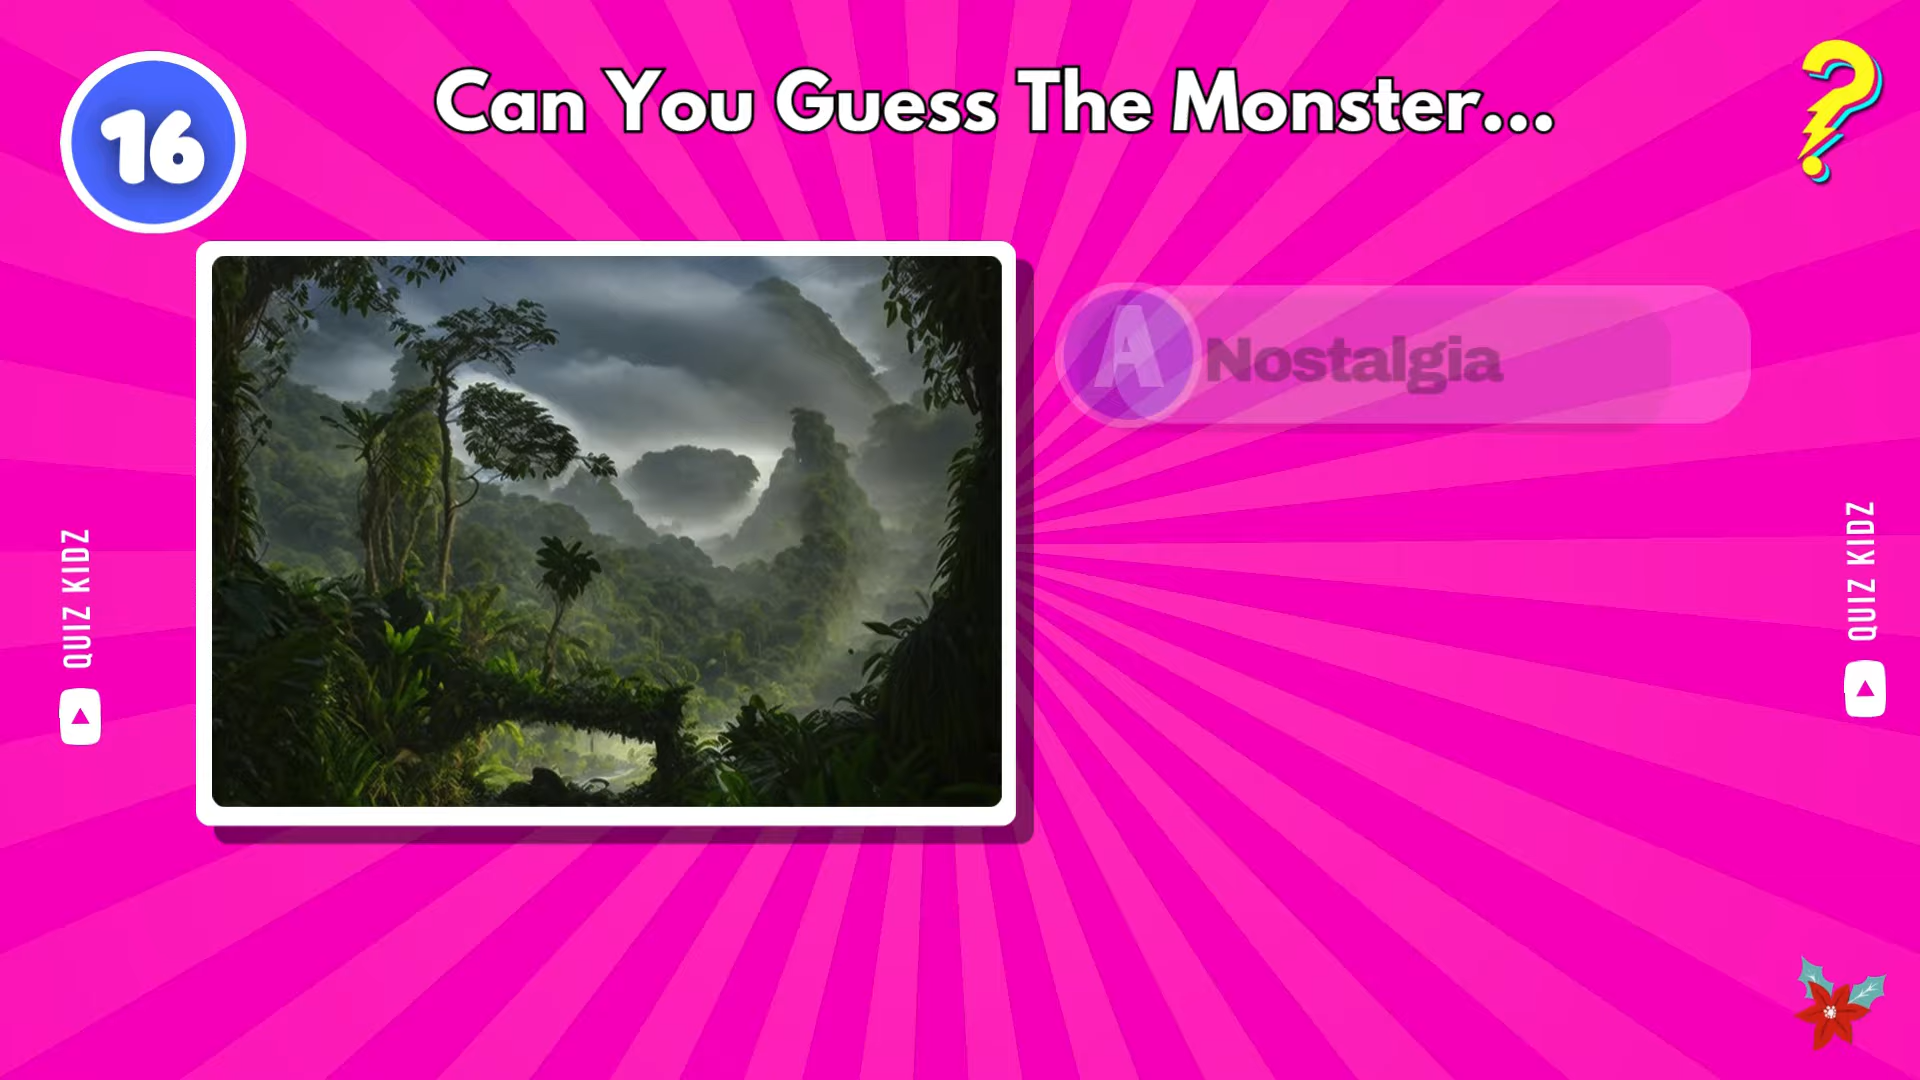 16
Can You Guess The Monster...
A Nostalgia
QUIZ KIDZ
QUIZ KIDZ